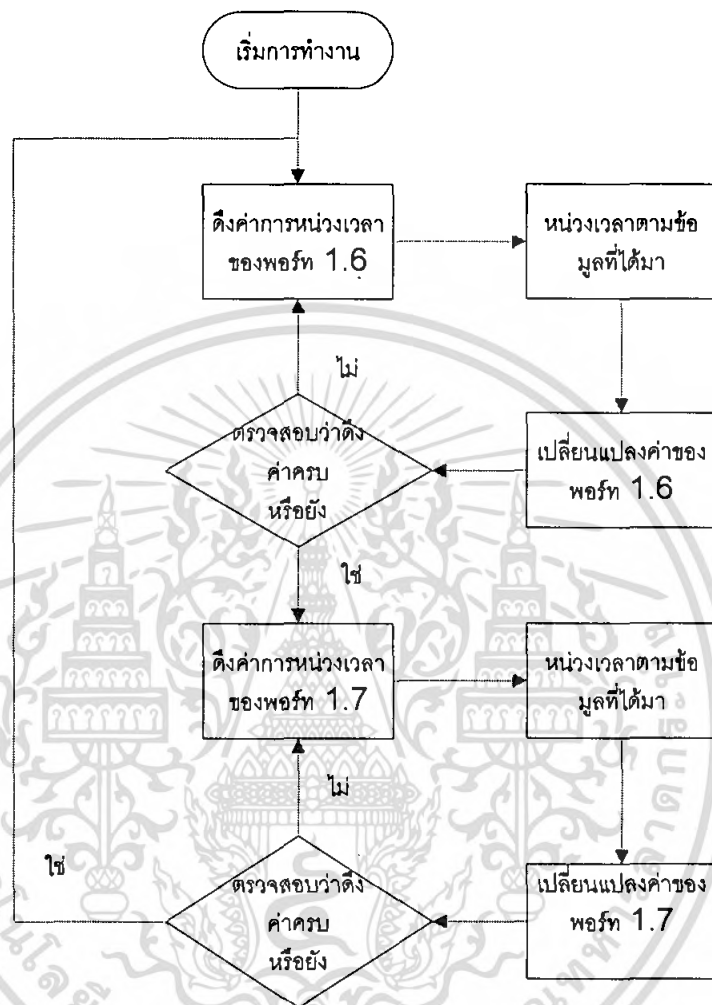 เริ่มการทำงาน
ดึงค่าการหน่วงเวลา
ของพอร์ท 1.6
หน่วงเวลาตามข้อ
มูลที่ได้มา
ไม่
ตรวจสอบว่าดึง
ค่าครบ
หรือยัง
เปลี่ยนแปลงค่าของ
พอร์ท 1.6
ใช่
ดึงค่าการหน่วงเวลา
ของพอร์ท 1.7
หน่วงเวลาตามข้อ
มูลที่ได้มา
ไม่
ใช่
ตรวจสอบว่าดึง
ค่าครบ
หรือยัง
เปลี่ยนแปลงค่าของ
พอร์ท 1.7